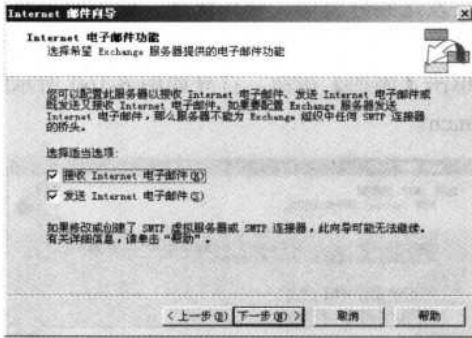 Internet 邮件向导
Internet 电子邮件功能
选择希望 Exchange 服务器提供的电子邮件功能
您可以配置此服务器以接收 Internet 电子邮件、发送 Internet 电子邮件或
既发送又接收 Internet 电子邮件。如果要配置 Exchange 服务器发送
Internet 电子邮件，那么服务器不能为 Exchange 组织中任何 SMTP 连接器
的桥头。
选择适当选项:
接收 Internet 电子邮件(R)
发送 Internet 电子邮件(S)
如果修改或创建了 SMTP 虚拟服务器或 SMTP 连接器，此向导可能无法继续。
有关详细信息，请单击“帮助”。
<上一步(B) 下一步(N) > 取消 帮助